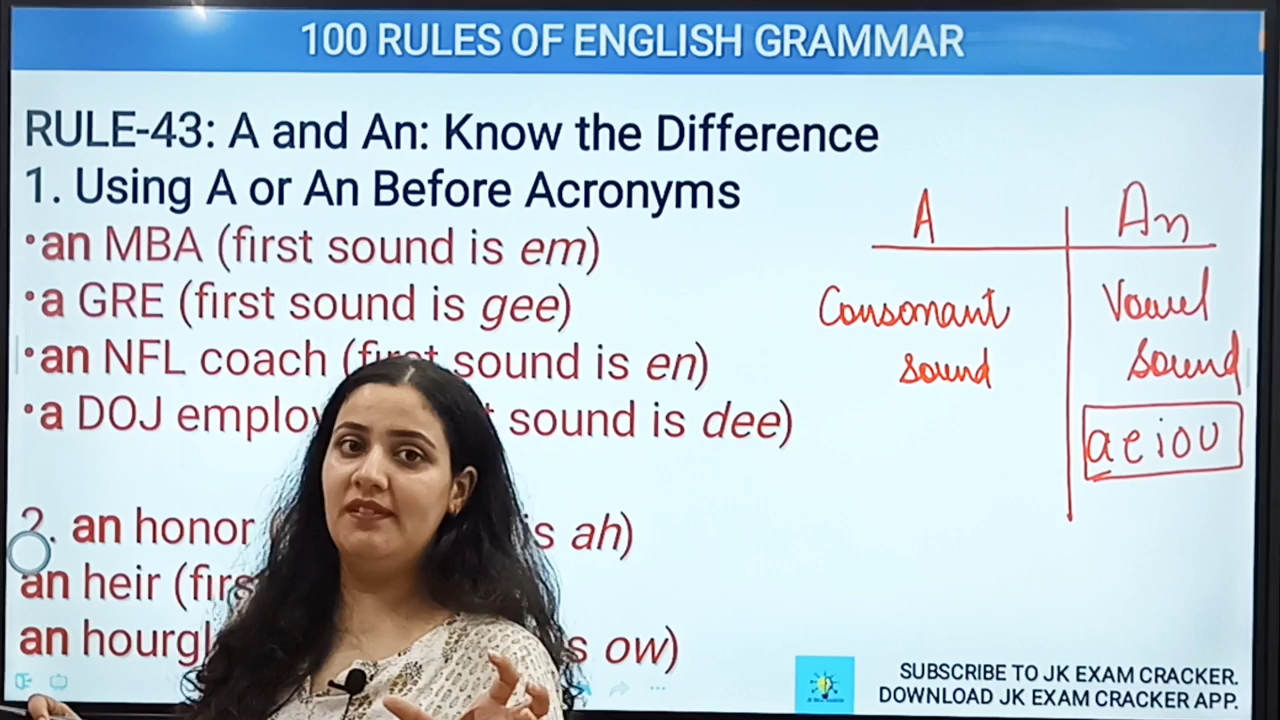 100 RULES OF ENGLISH GRAMMAR
RULE-43: A and An: Know the Difference
1. Using A or An Before Acronyms
•an MBA (first sound is em)
•a GRE (first sound is gee)
•an NFL coach (first sound is en)
•a DOJ sound is dee)
2. an honor is ah)
an heir
an ow)
A An
Consonant Vowel
sound sound
aeiou
SUBSCRIBE TO JK EXAM CRACKER.
DOWNLOAD JK EXAM CRACKER APP.